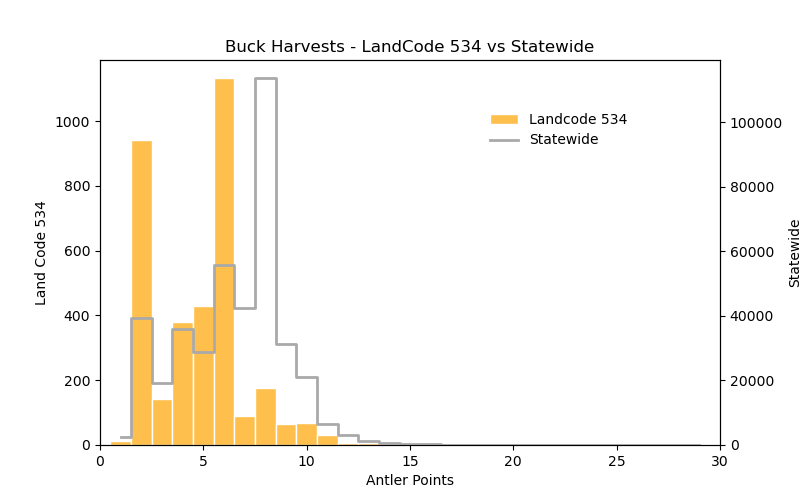 Buck Harvests - LandCode 534 vs Statewide
Landcode 534
Statewide
Land Code 534
1000
800
600
400
200
0
100000
80000
60000
40000
20000
0
Statewide
0 5 10 15 20 25 30
Antler Points